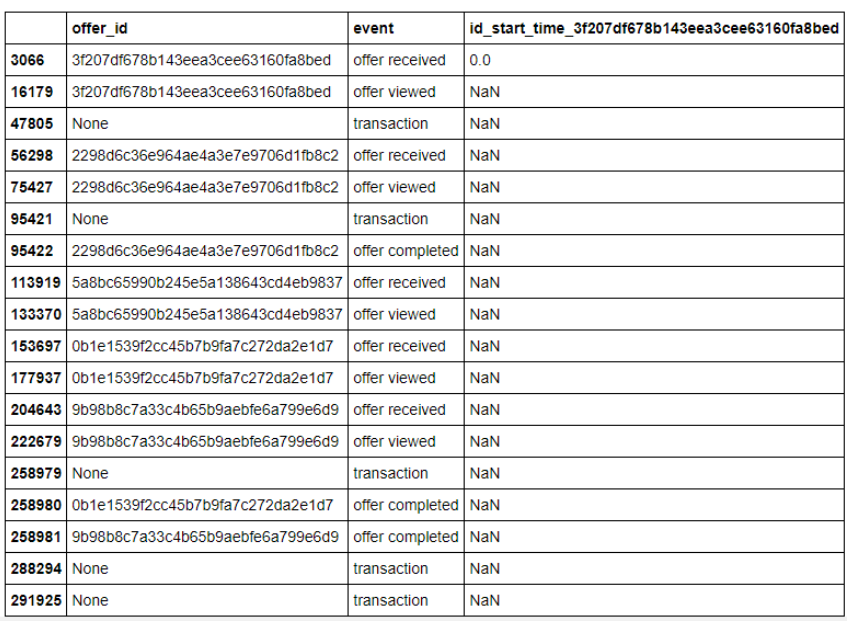 offer_id event id_start_time_3f207df678b143eea3cee63160fa8bed
3066 3f207df678b143eea3cee63160fa8bed offer received 0.0
16179 3f207df678b143eea3cee63160fa8bed offer viewed NaN
47805 None transaction NaN
56298 2298d6c36e964ae4a3e7e9706d1fb8c2 offer received NaN
75427 2298d6c36e964ae4a3e7e9706d1fb8c2 offer viewed NaN
95421 None transaction NaN
95422 2298d6c36e964ae4a3e7e9706d1fb8c2 offer completed NaN
113919 5a8bc65990b245e5a138643cd4eb9837 offer received NaN
133370 5a8bc65990b245e5a138643cd4eb9837 offer viewed NaN
153697 0b1e1539f2cc45b7b9fa7c272da2e1d7 offer received NaN
177937 0b1e1539f2cc45b7b9fa7c272da2e1d7 offer viewed NaN
204643 9b98b8c7a33c4b65b9aebfe6a799e6d9 offer received NaN
222679 9b98b8c7a33c4b65b9aebfe6a799e6d9 offer viewed NaN
258979 None transaction NaN
258980 0b1e1539f2cc45b7b9fa7c272da2e1d7 offer completed NaN
258981 9b98b8c7a33c4b65b9aebfe6a799e6d9 offer completed NaN
288294 None transaction NaN
291925 None transaction NaN